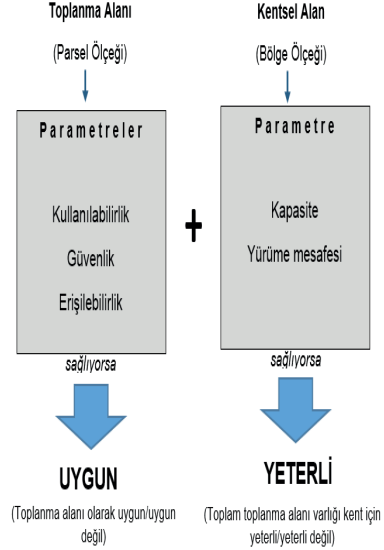 Toplanma Alanı
(Parsel Ölçeği)
Parametreler
Kullanılabilirlik
Güvenlik
Erişilebilirlik
sağlıyorsa
UYGUN
(Toplanma alanı olarak uygun/uygun
değil)
+
Kentsel Alan
(Bölge Ölçeği)
Parametre
Kapasite
Yürüme mesafesi
sağlıyorsa
YETERLİ
(Toplam toplanma alanı varlığı kent için
yeterli/yeterli değil)